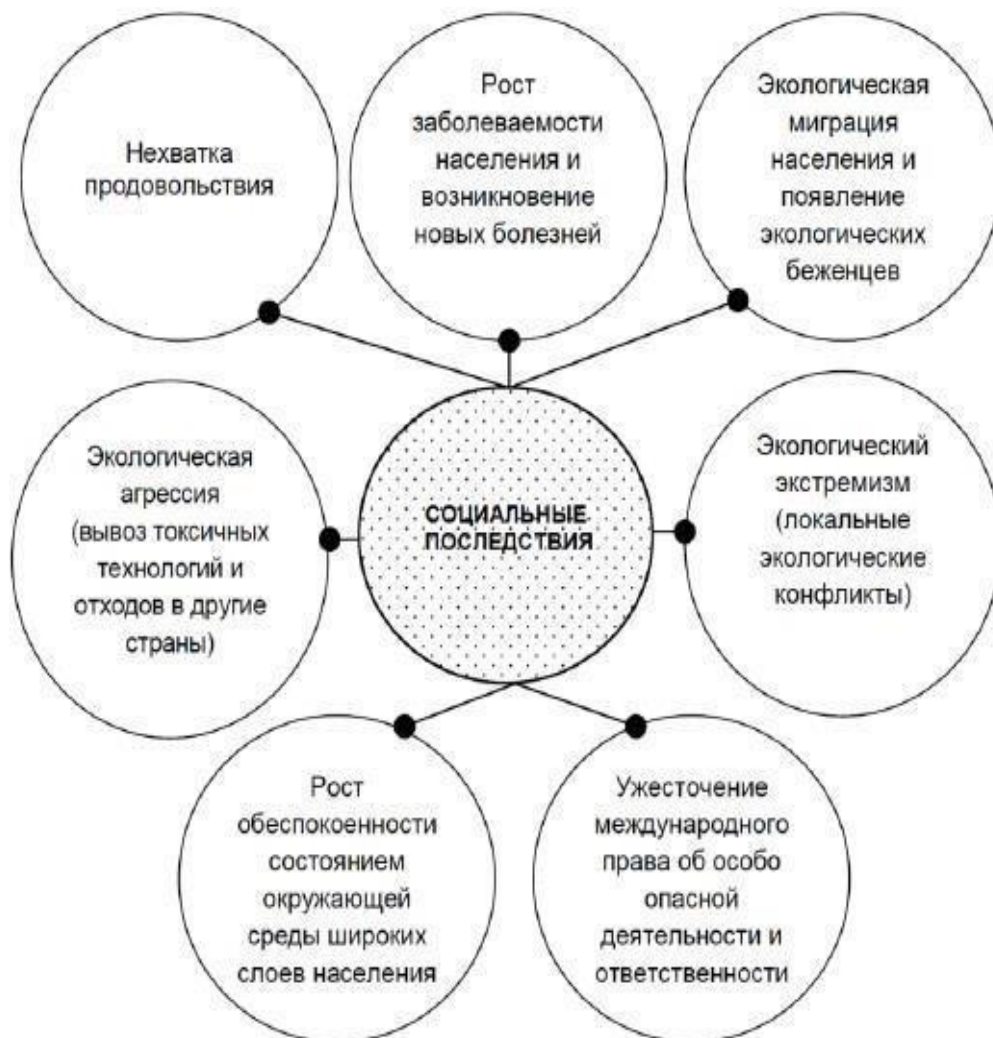 Нехватка
продовольствия
Рост
заболеваемости
населения и
возникновение
новых болезней
Экологическая
миграция
населения и
появление
экологических
беженцев
Экологическая
агрессия
(вывоз токсичных
технологий и
отходов в другие
страны)
СОЦИАЛЬНЫЕ
ПОСЛЕДСТВИЯ
Экологический
экстремизм
(локальные
экологические
конфликты)
Рост
обеспокоенности
состоянием
окружающей
среды широких
слоев населения
Ужесточение
международного
права об особо
опасной
деятельности и
ответственности